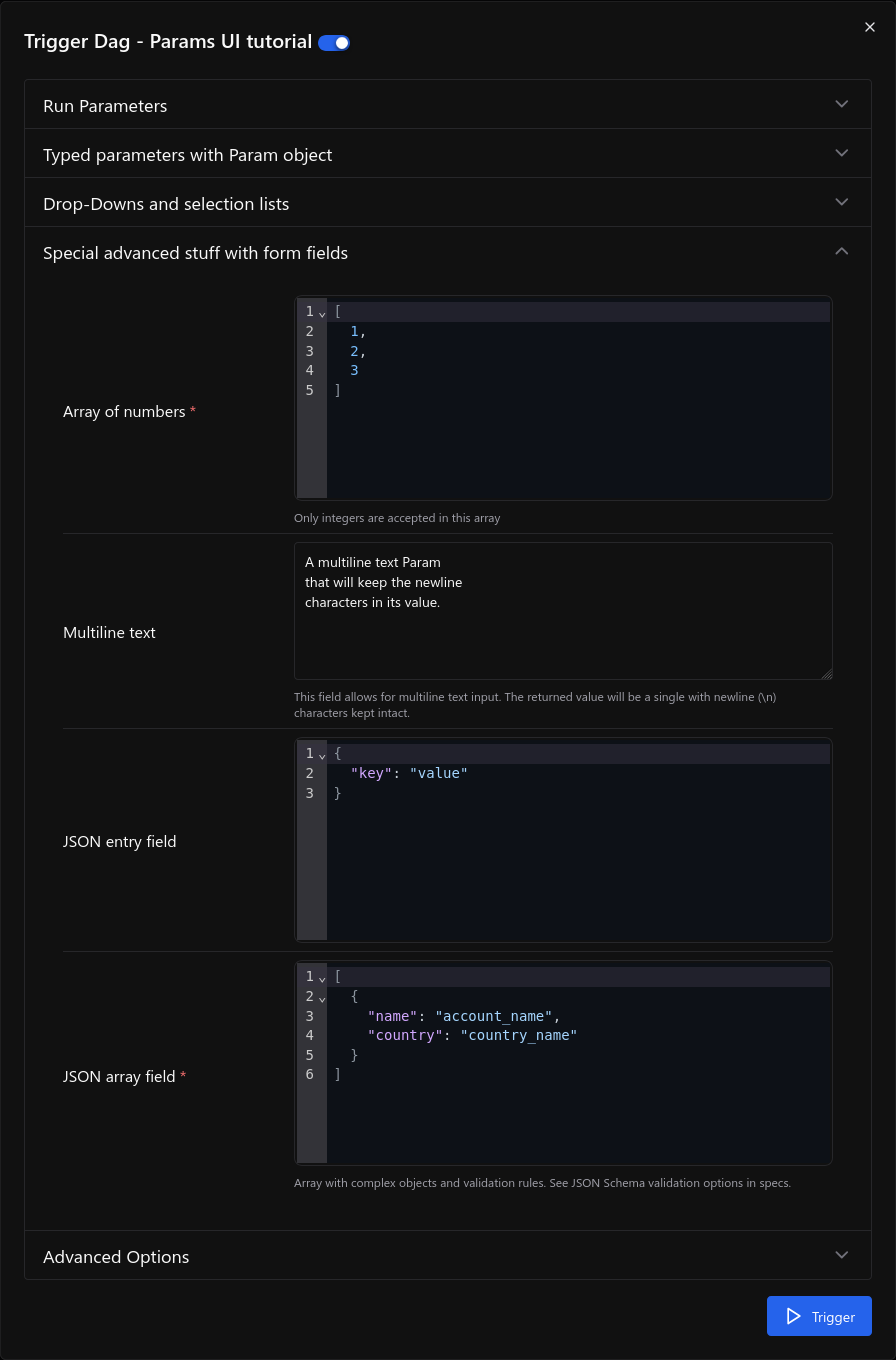 Trigger Dag - Params UI tutorial
Run Parameters
Typed parameters with Param object
Drop-Downs and selection lists
Special advanced stuff with form fields
Array of numbers *
1 [
2 1,
3 2,
4 3
5 ]
Only integers are accepted in this array
Multiline text
A multiline text Param
that will keep the newline
characters in its value.
This field allows for multiline text input. The returned value will be a single with newline (\n)
characters kept intact.
JSON entry field
1 {
2 "key": "value"
3 }
JSON array field *
1 [
2 {
3 "name": "account_name",
4 "country": "country_name"
5 }
6 ]
Array with complex objects and validation rules. See JSON Schema validation options in specs.
Advanced Options
Trigger